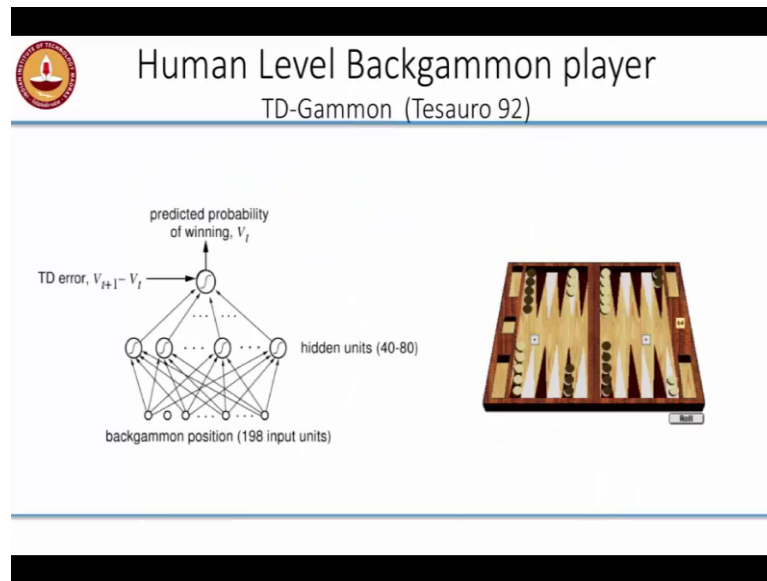 Human Level Backgammon player
TD-Gammon (Tesauro 92)
predicted probability
of winning, V_t
TD error, V_{t+1} − V_t
hidden units (40-80)
backgammon position (198 input units)
64
Roll